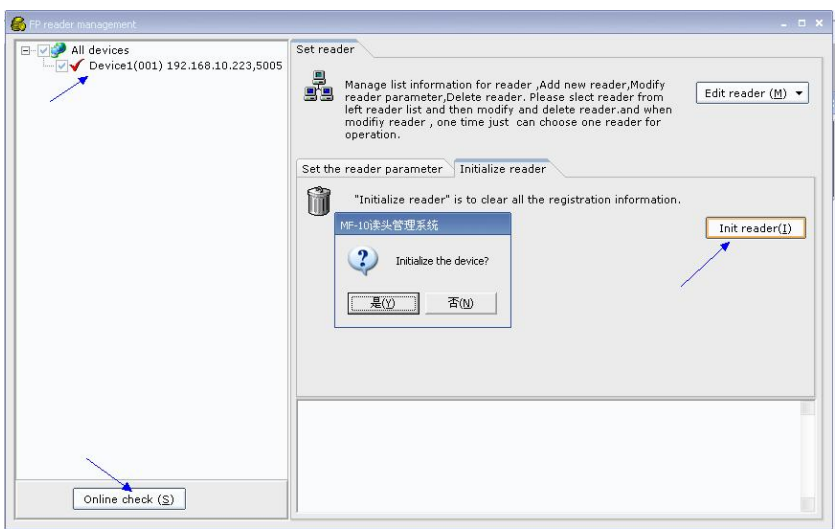 FP reader management
All devices
Device1(001) 192.168.10.223,5005
Online check (S)
Set reader
Manage list information for reader ,Add new reader,Modify
reader parameter,Delete reader. Please slect reader from
left reader list and then modify and delete reader.and when
modifiy reader , one time just can choose one reader for
operation.
Edit reader (M)
Set the reader parameter
Initialize reader
"Initialize reader" is to clear all the registration information.
Init reader(I)
MF-10读头管理系统
Initialize the device?
是(Y)
否(N)